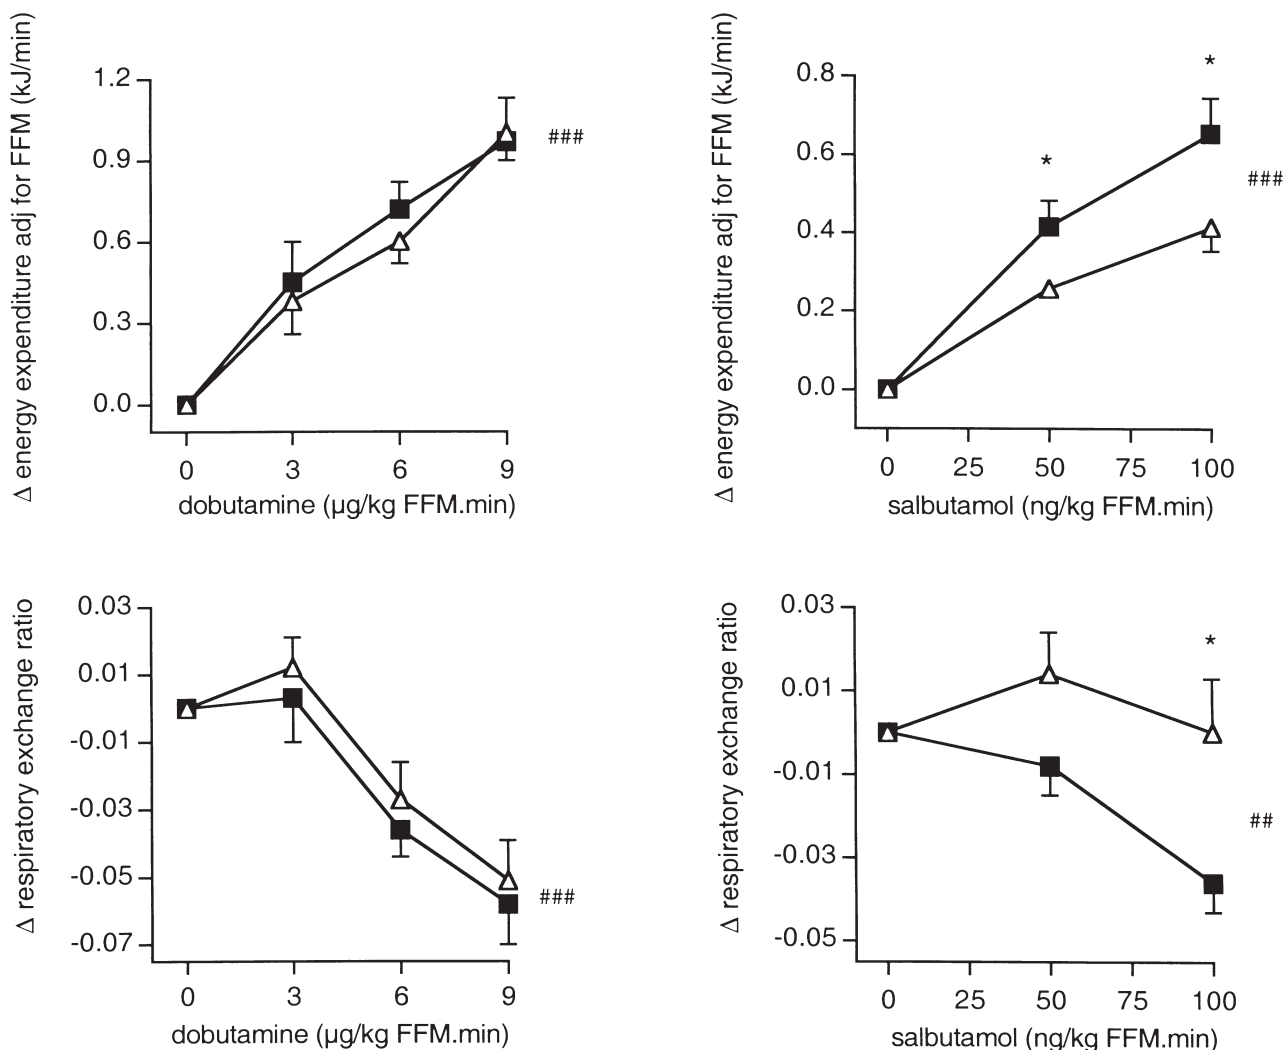 Δ energy expenditure adj for FFM (kJ/min)
1.2
0.9
0.6
0.3
0.0
###
0 3 6 9
dobutamine (µg/kg FFM.min)
Δ energy expenditure adj for FFM (kJ/min)
0.8
0.6
0.4
0.2
0.0
*
*
###
0 25 50 75 100
salbutamol (ng/kg FFM.min)
Δ respiratory exchange ratio
0.03
0.01
-0.01
-0.03
-0.05
-0.07
###
0 3 6 9
dobutamine (µg/kg FFM.min)
Δ respiratory exchange ratio
0.03
0.01
-0.01
-0.03
-0.05
*
##
0 25 50 75 100
salbutamol (ng/kg FFM.min)